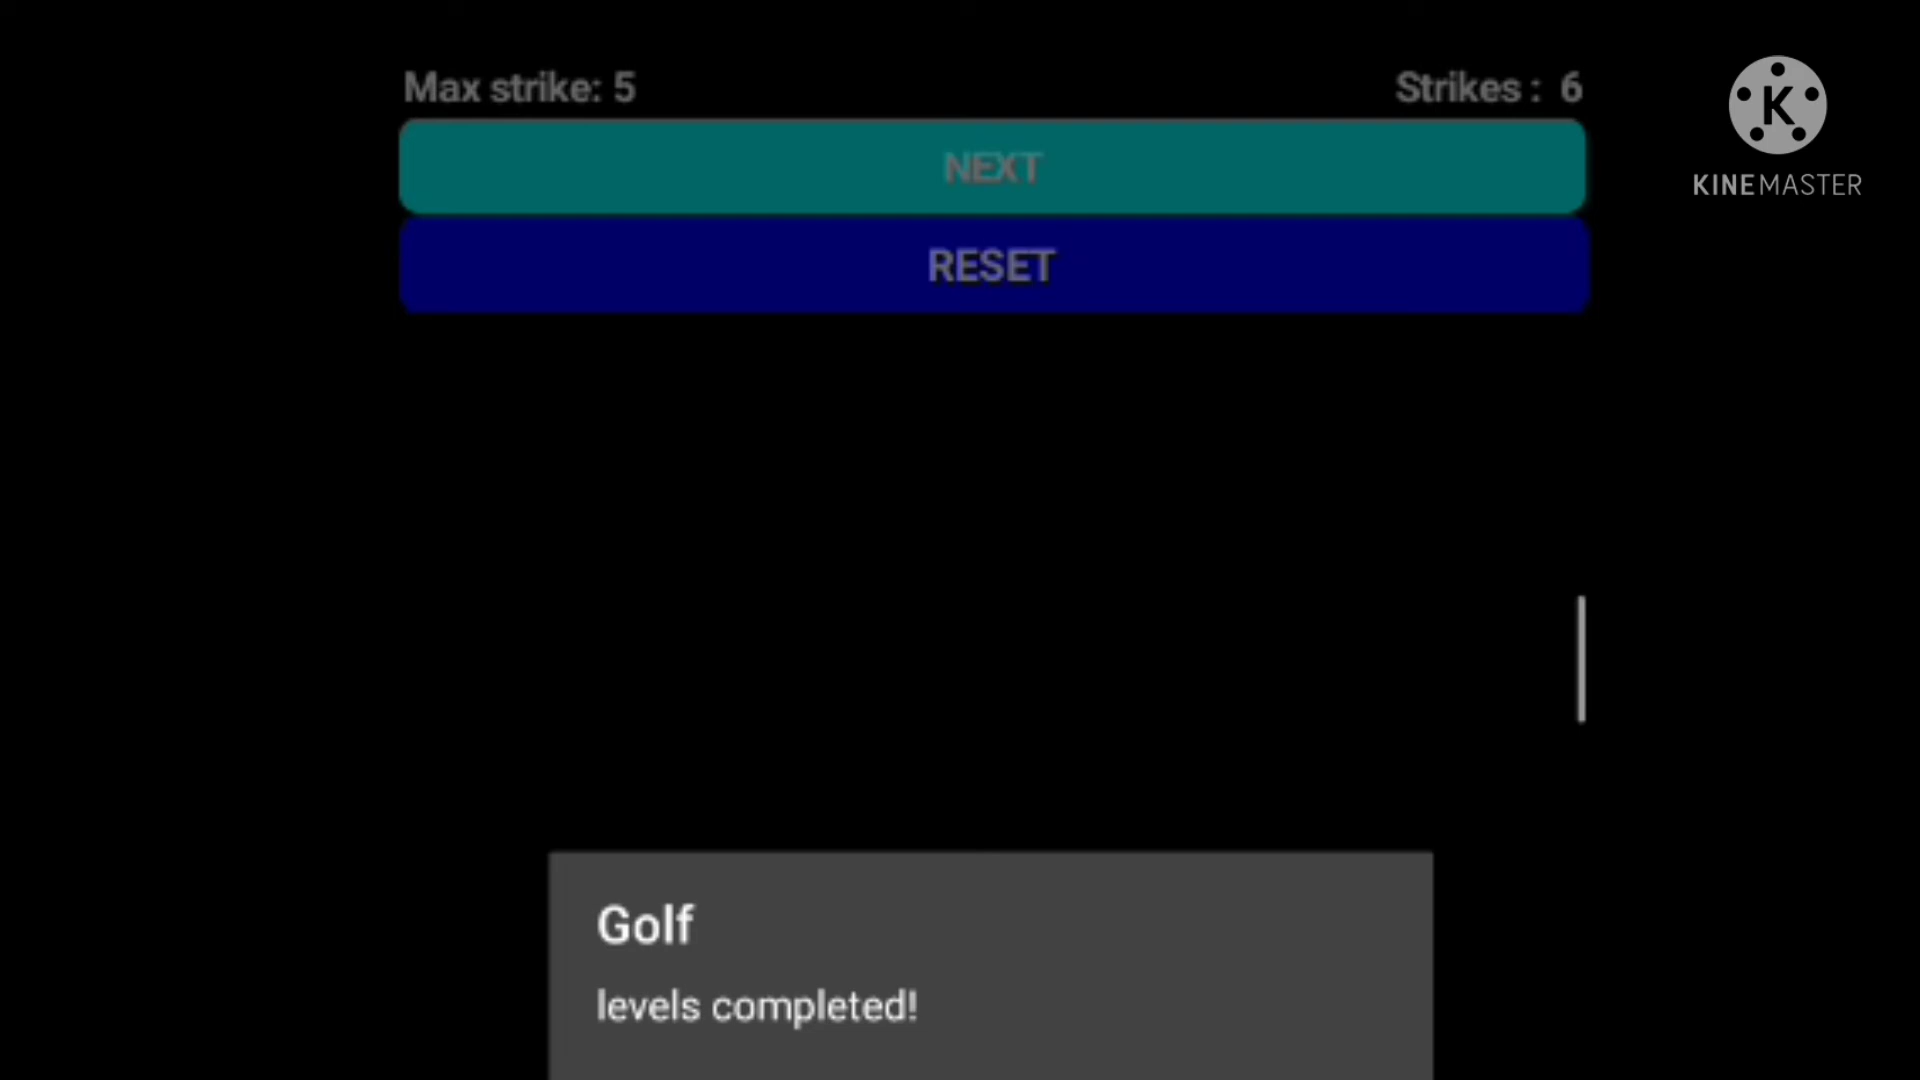 Max strike: 5
Strikes : 6
NEXT
RESET
K
KINEMASTER
Golf
levels completed!